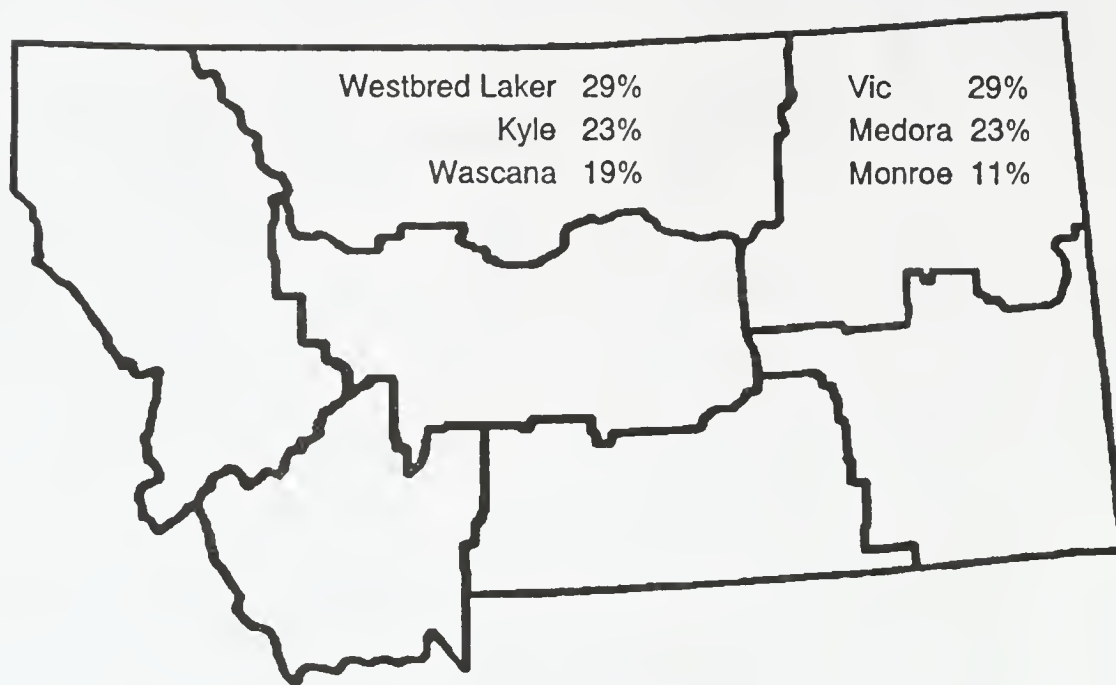 Westbred Laker 29%
Kyle 23%
Wascana 19%
Vic 29%
Medora 23%
Monroe 11%